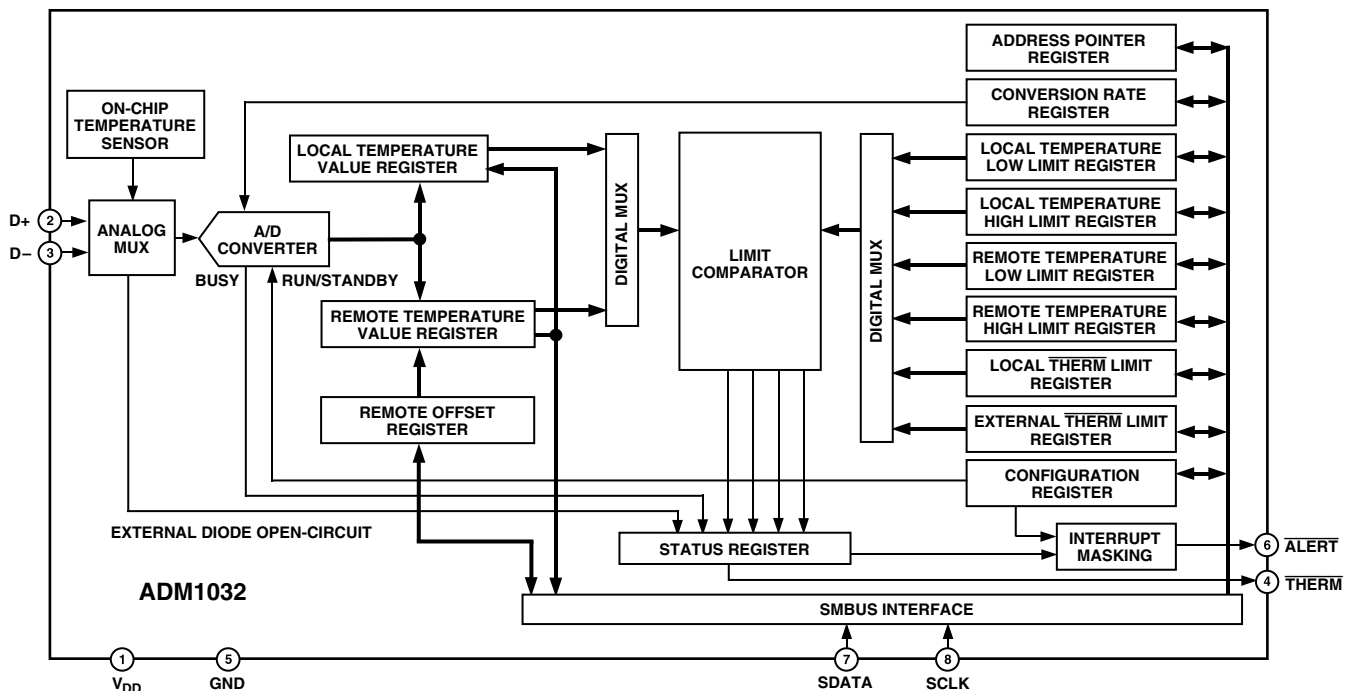 ADDRESS POINTER
REGISTER
CONVERSION RATE
REGISTER
ON-CHIP
TEMPERATURE
SENSOR
LOCAL TEMPERATURE
VALUE REGISTER
LOCAL TEMPERATURE
LOW LIMIT REGISTER
LOCAL TEMPERATURE
HIGH LIMIT REGISTER
D+
2
D–
3
ANALOG
MUX
A/D
CONVERTER
BUSY
RUN/STANDBY
DIGITAL MUX
LIMIT
COMPARATOR
DIGITAL MUX
REMOTE TEMPERATURE
LOW LIMIT REGISTER
REMOTE TEMPERATURE
VALUE REGISTER
REMOTE TEMPERATURE
HIGH LIMIT REGISTER
LOCAL THERM LIMIT
REGISTER
REMOTE OFFSET
REGISTER
EXTERNAL THERM LIMIT
REGISTER
CONFIGURATION
REGISTER
EXTERNAL DIODE OPEN-CIRCUIT
STATUS REGISTER
INTERRUPT
MASKING
6
ALERT
4
THERM
ADM1032
SMBUS INTERFACE
1
5
7
8
VDD
GND
SDATA
SCLK